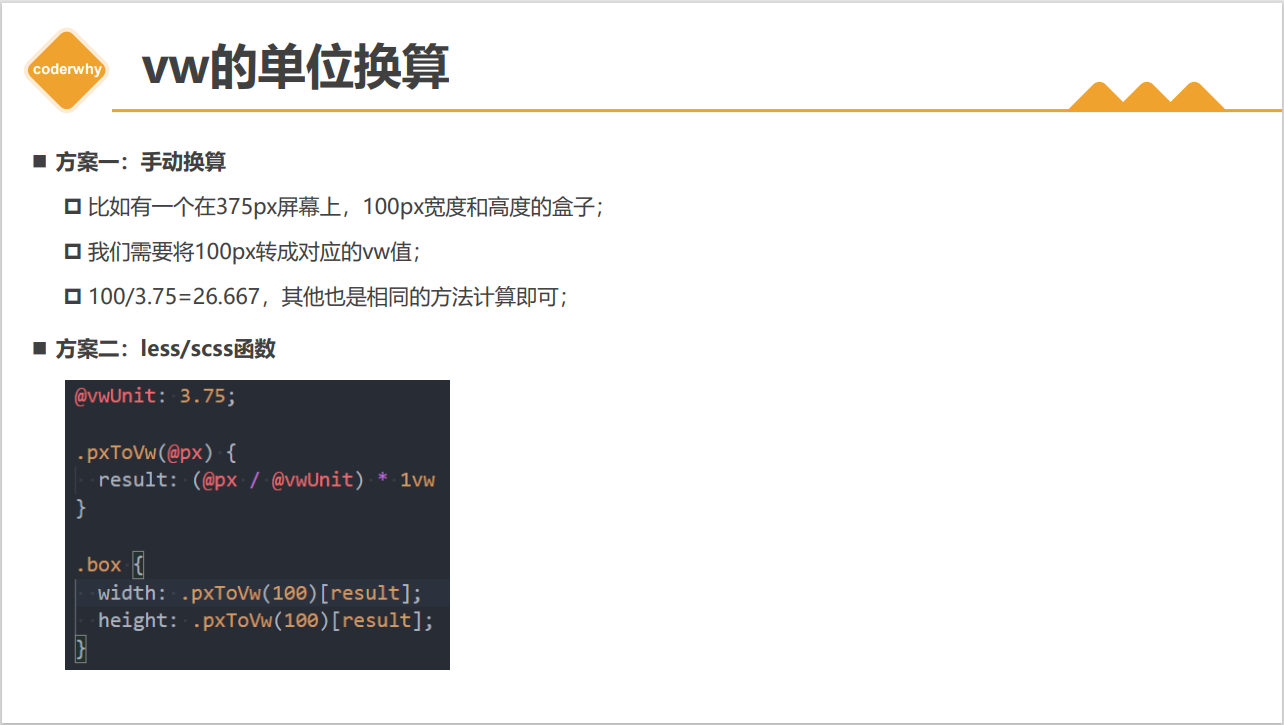 coderwhy
vw的单位换算
方案一：手动换算
比如有一个在375px屏幕上，100px宽度和高度的盒子；
我们需要将100px转成对应的vw值；
100/3.75=26.667，其他也是相同的方法计算即可；
方案二：less/scss函数
@vwUnit: 3.75;
.pxToVw(@px) {
  result: (@px / @vwUnit) * 1vw
}
.box {
  width: .pxToVw(100)[result];
  height: .pxToVw(100)[result];
}